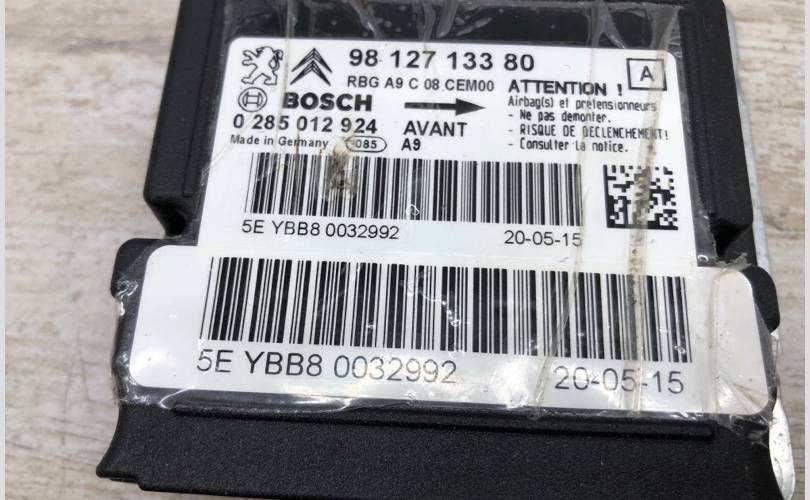 98 127 133 80
RBG A9 C 08 CEM00
BOSCH
0 285 012 924
AVANT
Made in Germany
085
A9
ATTENTION !
A
Airbag(s) et prétensionneurs
- Ne pas démonter.
- RISQUE DE DECLENCHEMENT!
- Consulter la notice.
5E YBB8 0032992
20-05-15
5E YBB8 0032992
20-05-15